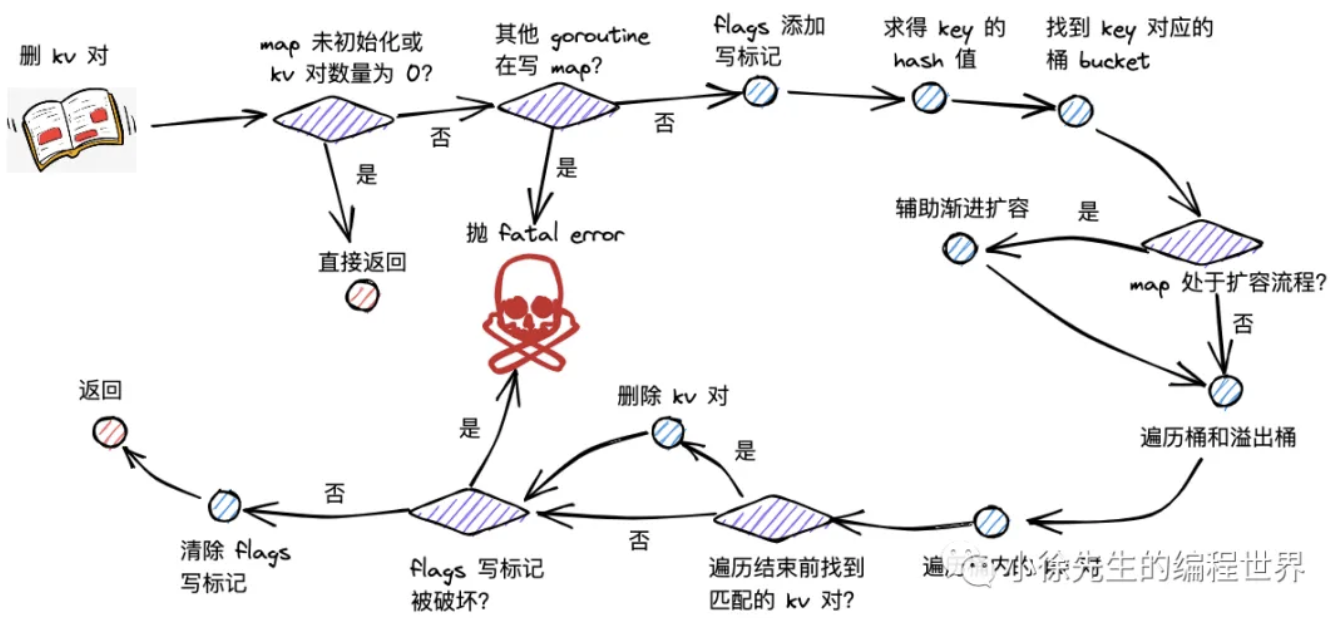 删 kv 对
map 未初始化或
kv 对数量为 0?
其他 goroutine
在写 map?
flags 添加
写标记
求得 key 的
hash 值
找到 key 对应的
桶 bucket
否
否
是
是
直接返回
抛 fatal error
辅助渐进扩容
是
map 处于扩容流程?
否
遍历桶和溢出桶
返回
是
删除 kv 对
是
否
否
清除 flags
写标记
flags 写标记
被破坏?
遍历结束前找到
匹配的 kv 对?
遍历
内的
对
小徐先生的编程世界